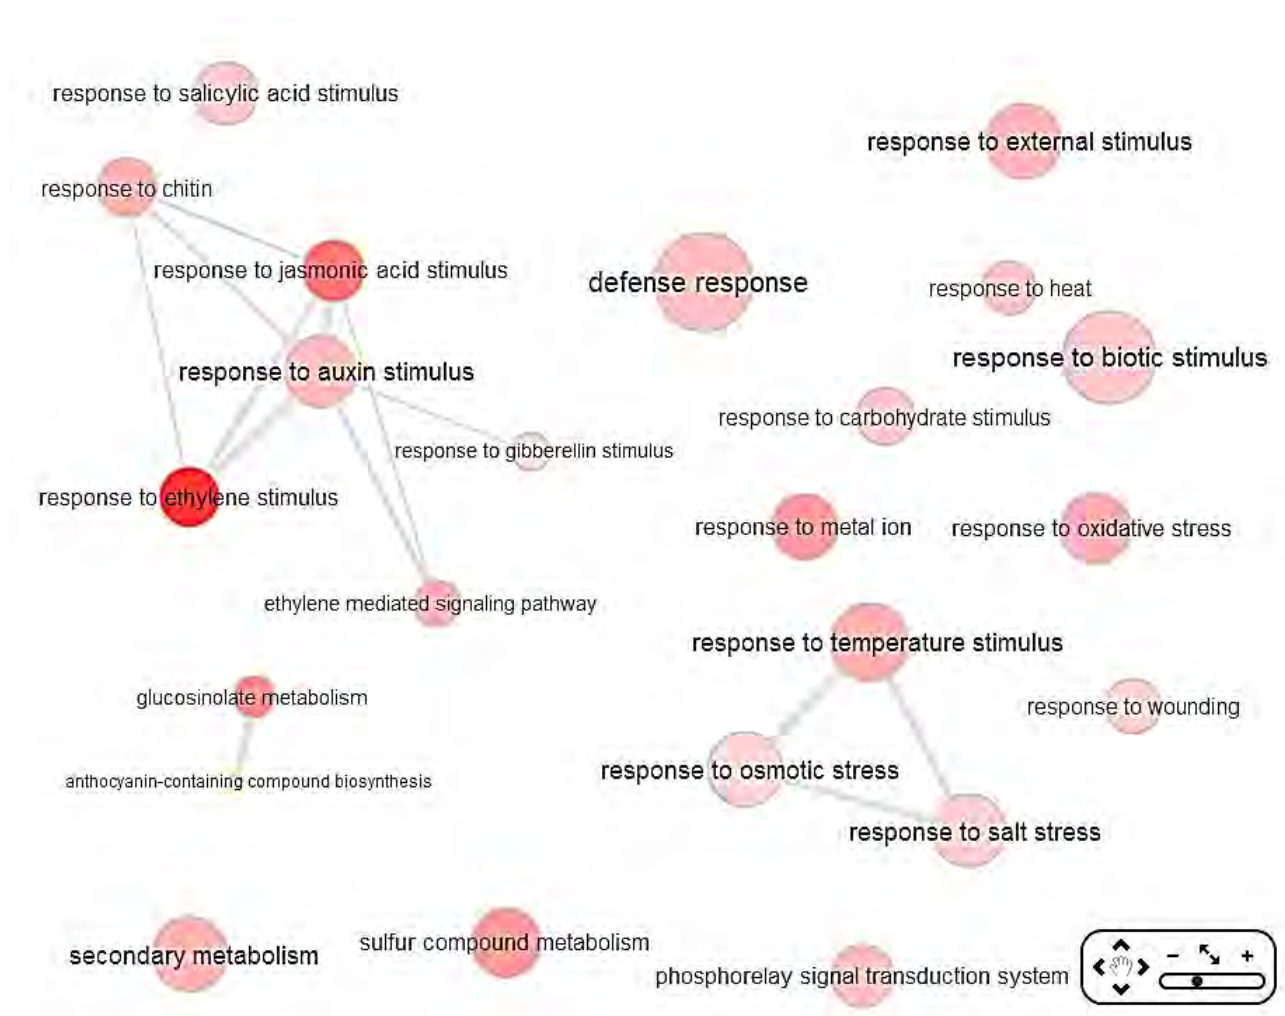 response to salicylic acid stimulus
response to external stimulus
response to chitin
response to jasmonic acid stimulus
defense response
response to heat
response to biotic stimulus
response to auxin stimulus
response to carbohydrate stimulus
response to gibberellin stimulus
response to ethylene stimulus
response to metal ion
response to oxidative stress
ethylene mediated signaling pathway
response to temperature stimulus
glucosinolate metabolism
response to wounding
response to osmotic stress
anthocyanin-containing compound biosynthesis
response to salt stress
secondary metabolism
sulfur compound metabolism
phosphorelay signal transduction system